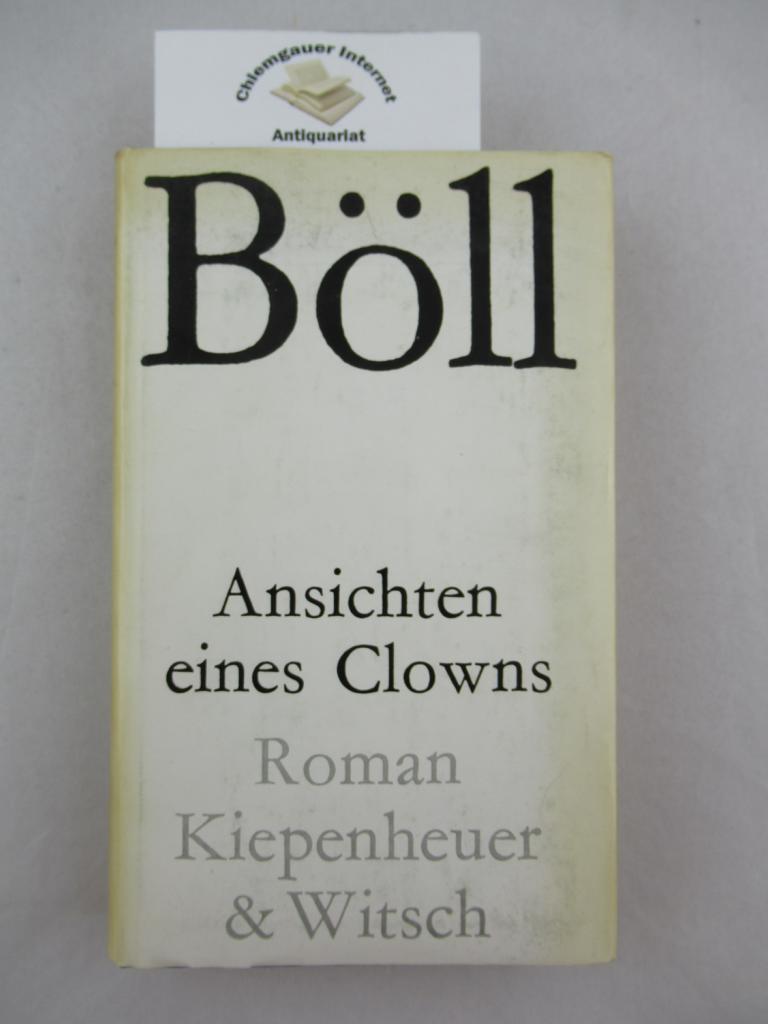 Chiemgauer Internet
Antiquariat
Böll
Ansichten
eines Clowns
Roman
Kiepenheuer
& Witsch